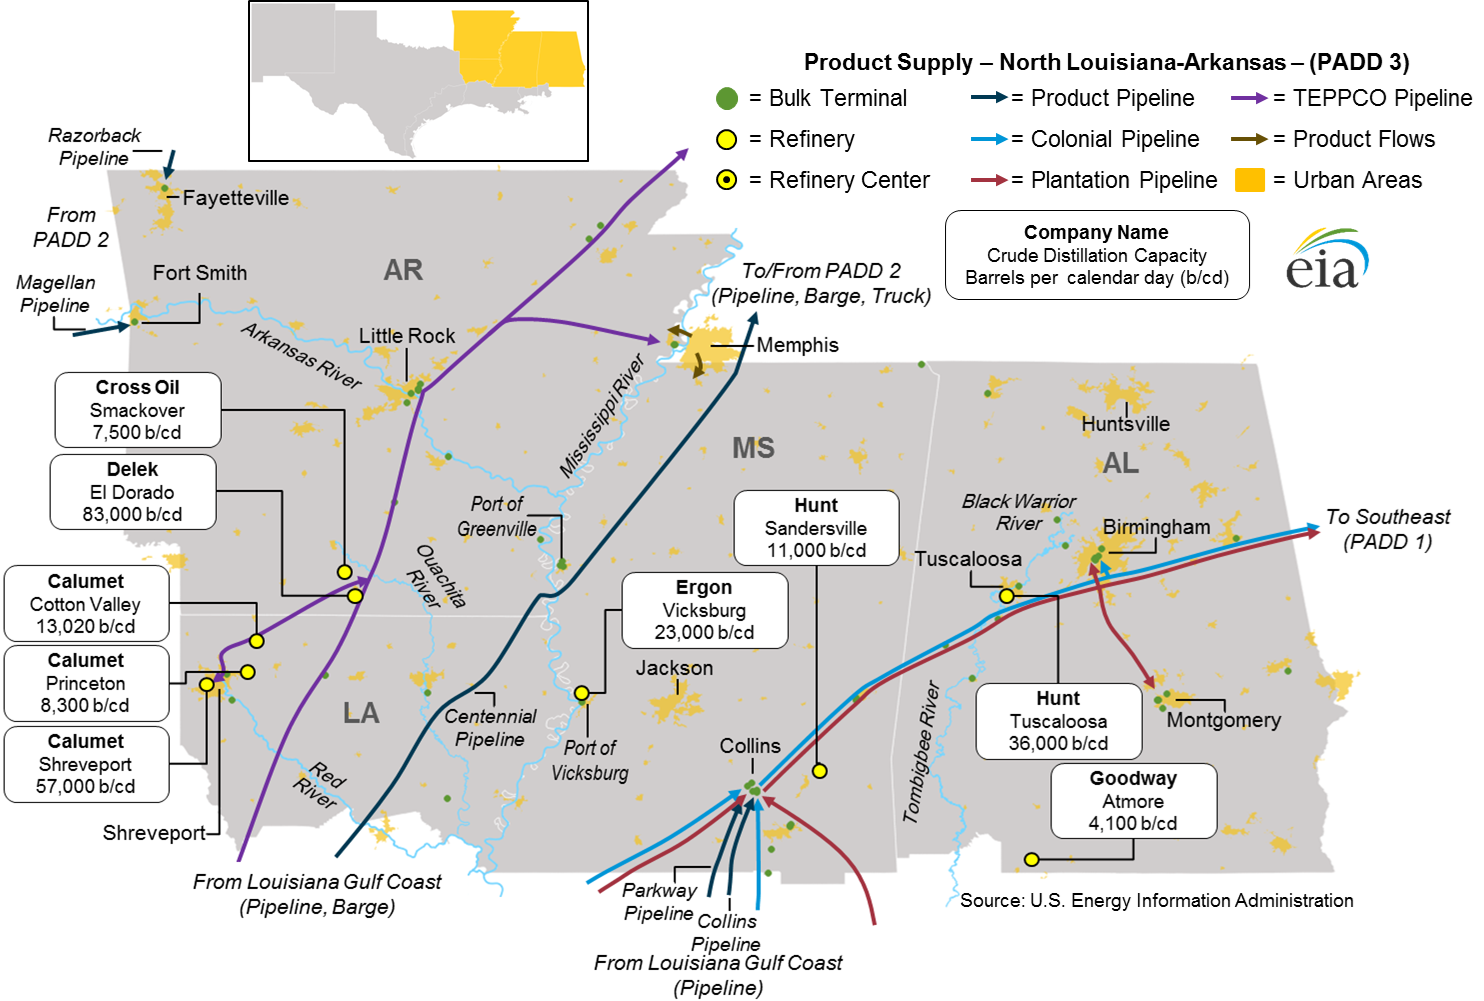 Product Supply – North Louisiana-Arkansas – (PADD 3)
= Bulk Terminal
= Product Pipeline
= TEPPCO Pipeline
= Refinery
= Colonial Pipeline
= Product Flows
= Refinery Center
= Plantation Pipeline
= Urban Areas
Company Name
Crude Distillation Capacity
Barrels per calendar day (b/cd)
eia
Razorback
Pipeline
Fayetteville
From
PADD 2
Magellan
Pipeline
Fort Smith
AR
To/From PADD 2
(Pipeline, Barge, Truck)
Arkansas River
Little Rock
Memphis
Mississippi River
Cross Oil
Smackover
7,500 b/cd
Delek
El Dorado
83,000 b/cd
Calumet
Cotton Valley
13,020 b/cd
Calumet
Princeton
8,300 b/cd
Calumet
Shreveport
57,000 b/cd
Shreveport
Ouachita
River
Port of
Greenville
MS
Huntsville
AL
Hunt
Sandersville
11,000 b/cd
Black Warrior
River
Birmingham
Tuscaloosa
To Southeast
(PADD 1)
Ergon
Vicksburg
23,000 b/cd
Jackson
LA
Centennial
Pipeline
Port of
Vicksburg
Red
River
Collins
Tombigbee River
Hunt
Tuscaloosa
36,000 b/cd
Montgomery
Goodway
Atmore
4,100 b/cd
From Louisiana Gulf Coast
(Pipeline, Barge)
Parkway
Pipeline
Collins
Pipeline
From Louisiana Gulf Coast
(Pipeline)
Source: U.S. Energy Information Administration